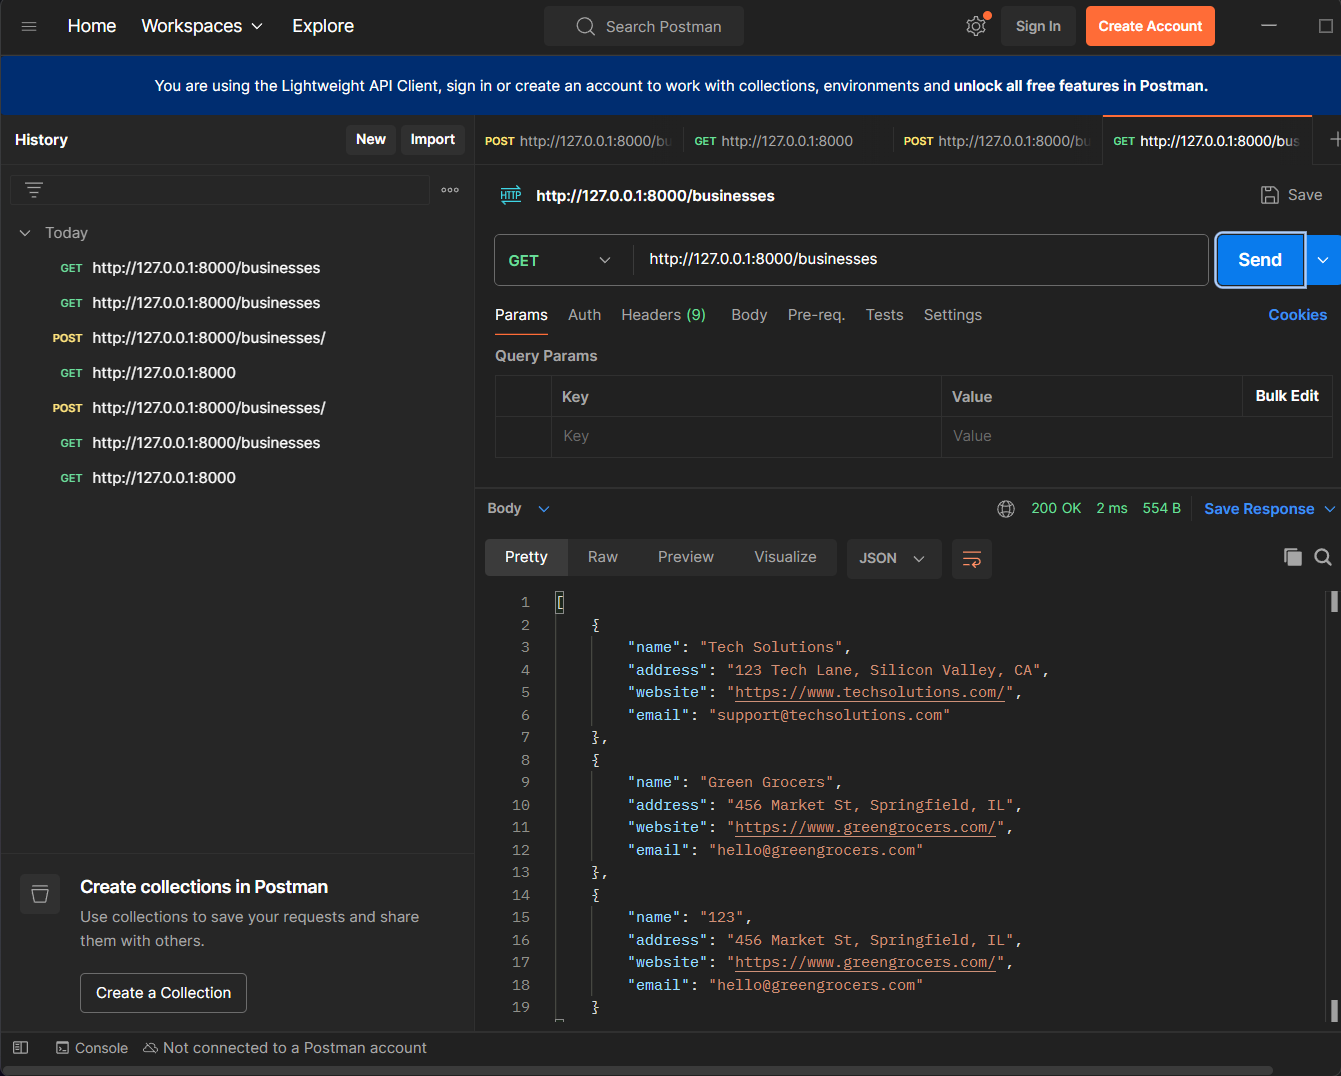 Home Workspaces Explore Search Postman Sign In Create Account
You are using the Lightweight API Client, sign in or create an account to work with collections, environments and unlock all free features in Postman.
History New Import
POST http://127.0.0.1:8000/bu GET http://127.0.0.1:8000 POST http://127.0.0.1:8000/bu GET http://127.0.0.1:8000/bus
HTTP http://127.0.0.1:8000/businesses Save
Today
GET http://127.0.0.1:8000/businesses
GET http://127.0.0.1:8000/businesses
POST http://127.0.0.1:8000/businesses/
GET http://127.0.0.1:8000
POST http://127.0.0.1:8000/businesses/
GET http://127.0.0.1:8000/businesses
GET http://127.0.0.1:8000
GET http://127.0.0.1:8000/businesses Send
Params Auth Headers (9) Body Pre-req. Tests Settings Cookies
Query Params
Key Value Bulk Edit
Key Value
Body 200 OK 2 ms 554 B Save Response
Pretty Raw Preview Visualize JSON
1 [
2 {
3 "name": "Tech Solutions",
4 "address": "123 Tech Lane, Silicon Valley, CA",
5 "website": "https://www.techsolutions.com/",
6 "email": "support@techsolutions.com"
7 },
8 {
9 "name": "Green Grocers",
10 "address": "456 Market St, Springfield, IL",
11 "website": "https://www.greengrocers.com/",
12 "email": "hello@greengrocers.com"
13 },
14 {
15 "name": "123",
16 "address": "456 Market St, Springfield, IL",
17 "website": "https://www.greengrocers.com/",
18 "email": "hello@greengrocers.com"
19 }
Create collections in Postman
Use collections to save your requests and share
them with others.
Create a Collection
Console Not connected to a Postman account